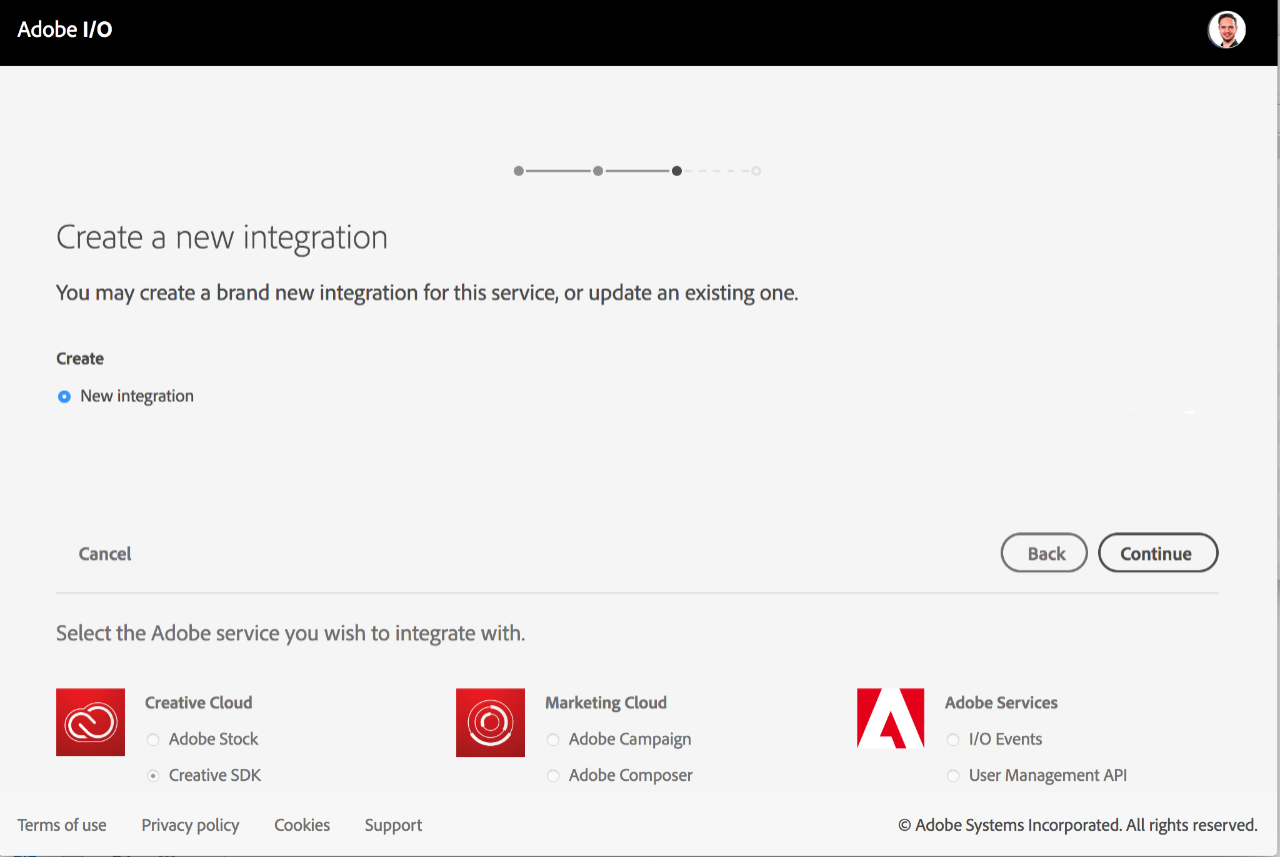 Adobe I/O
Create a new integration
You may create a brand new integration for this service, or update an existing one.
Create
New integration
Cancel
Back
Continue
Select the Adobe service you wish to integrate with.
Creative Cloud
Adobe Stock
Creative SDK
Marketing Cloud
Adobe Campaign
Adobe Composer
Adobe Services
I/O Events
User Management API
Terms of use
Privacy policy
Cookies
Support
© Adobe Systems Incorporated. All rights reserved.